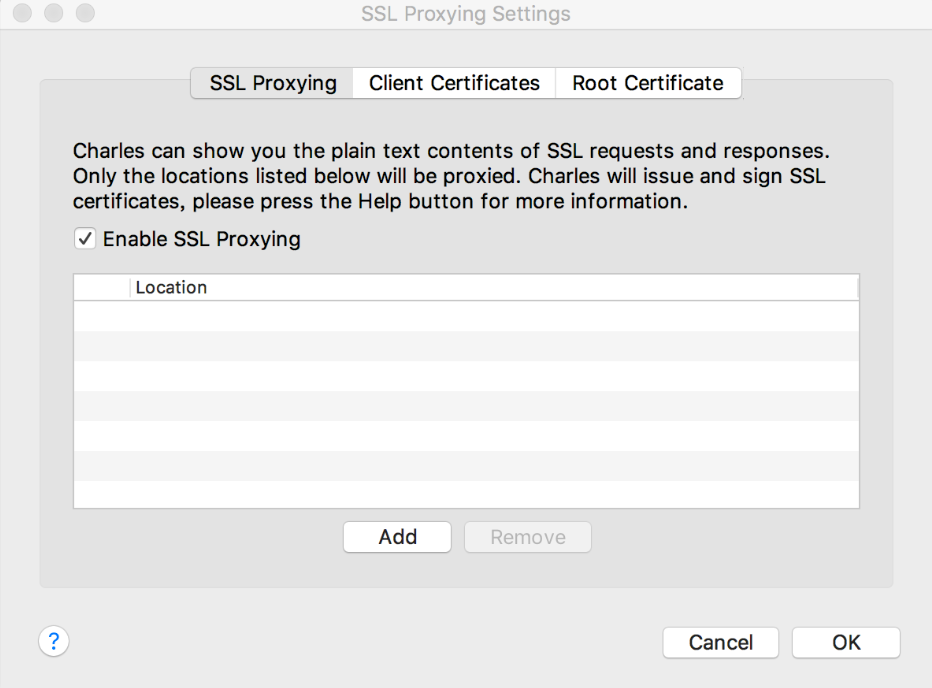 SSL Proxying Settings
SSL Proxying Client Certificates Root Certificate
Charles can show you the plain text contents of SSL requests and responses.
Only the locations listed below will be proxied. Charles will issue and sign SSL
certificates, please press the Help button for more information.
Enable SSL Proxying
Location
Add Remove
? Cancel OK